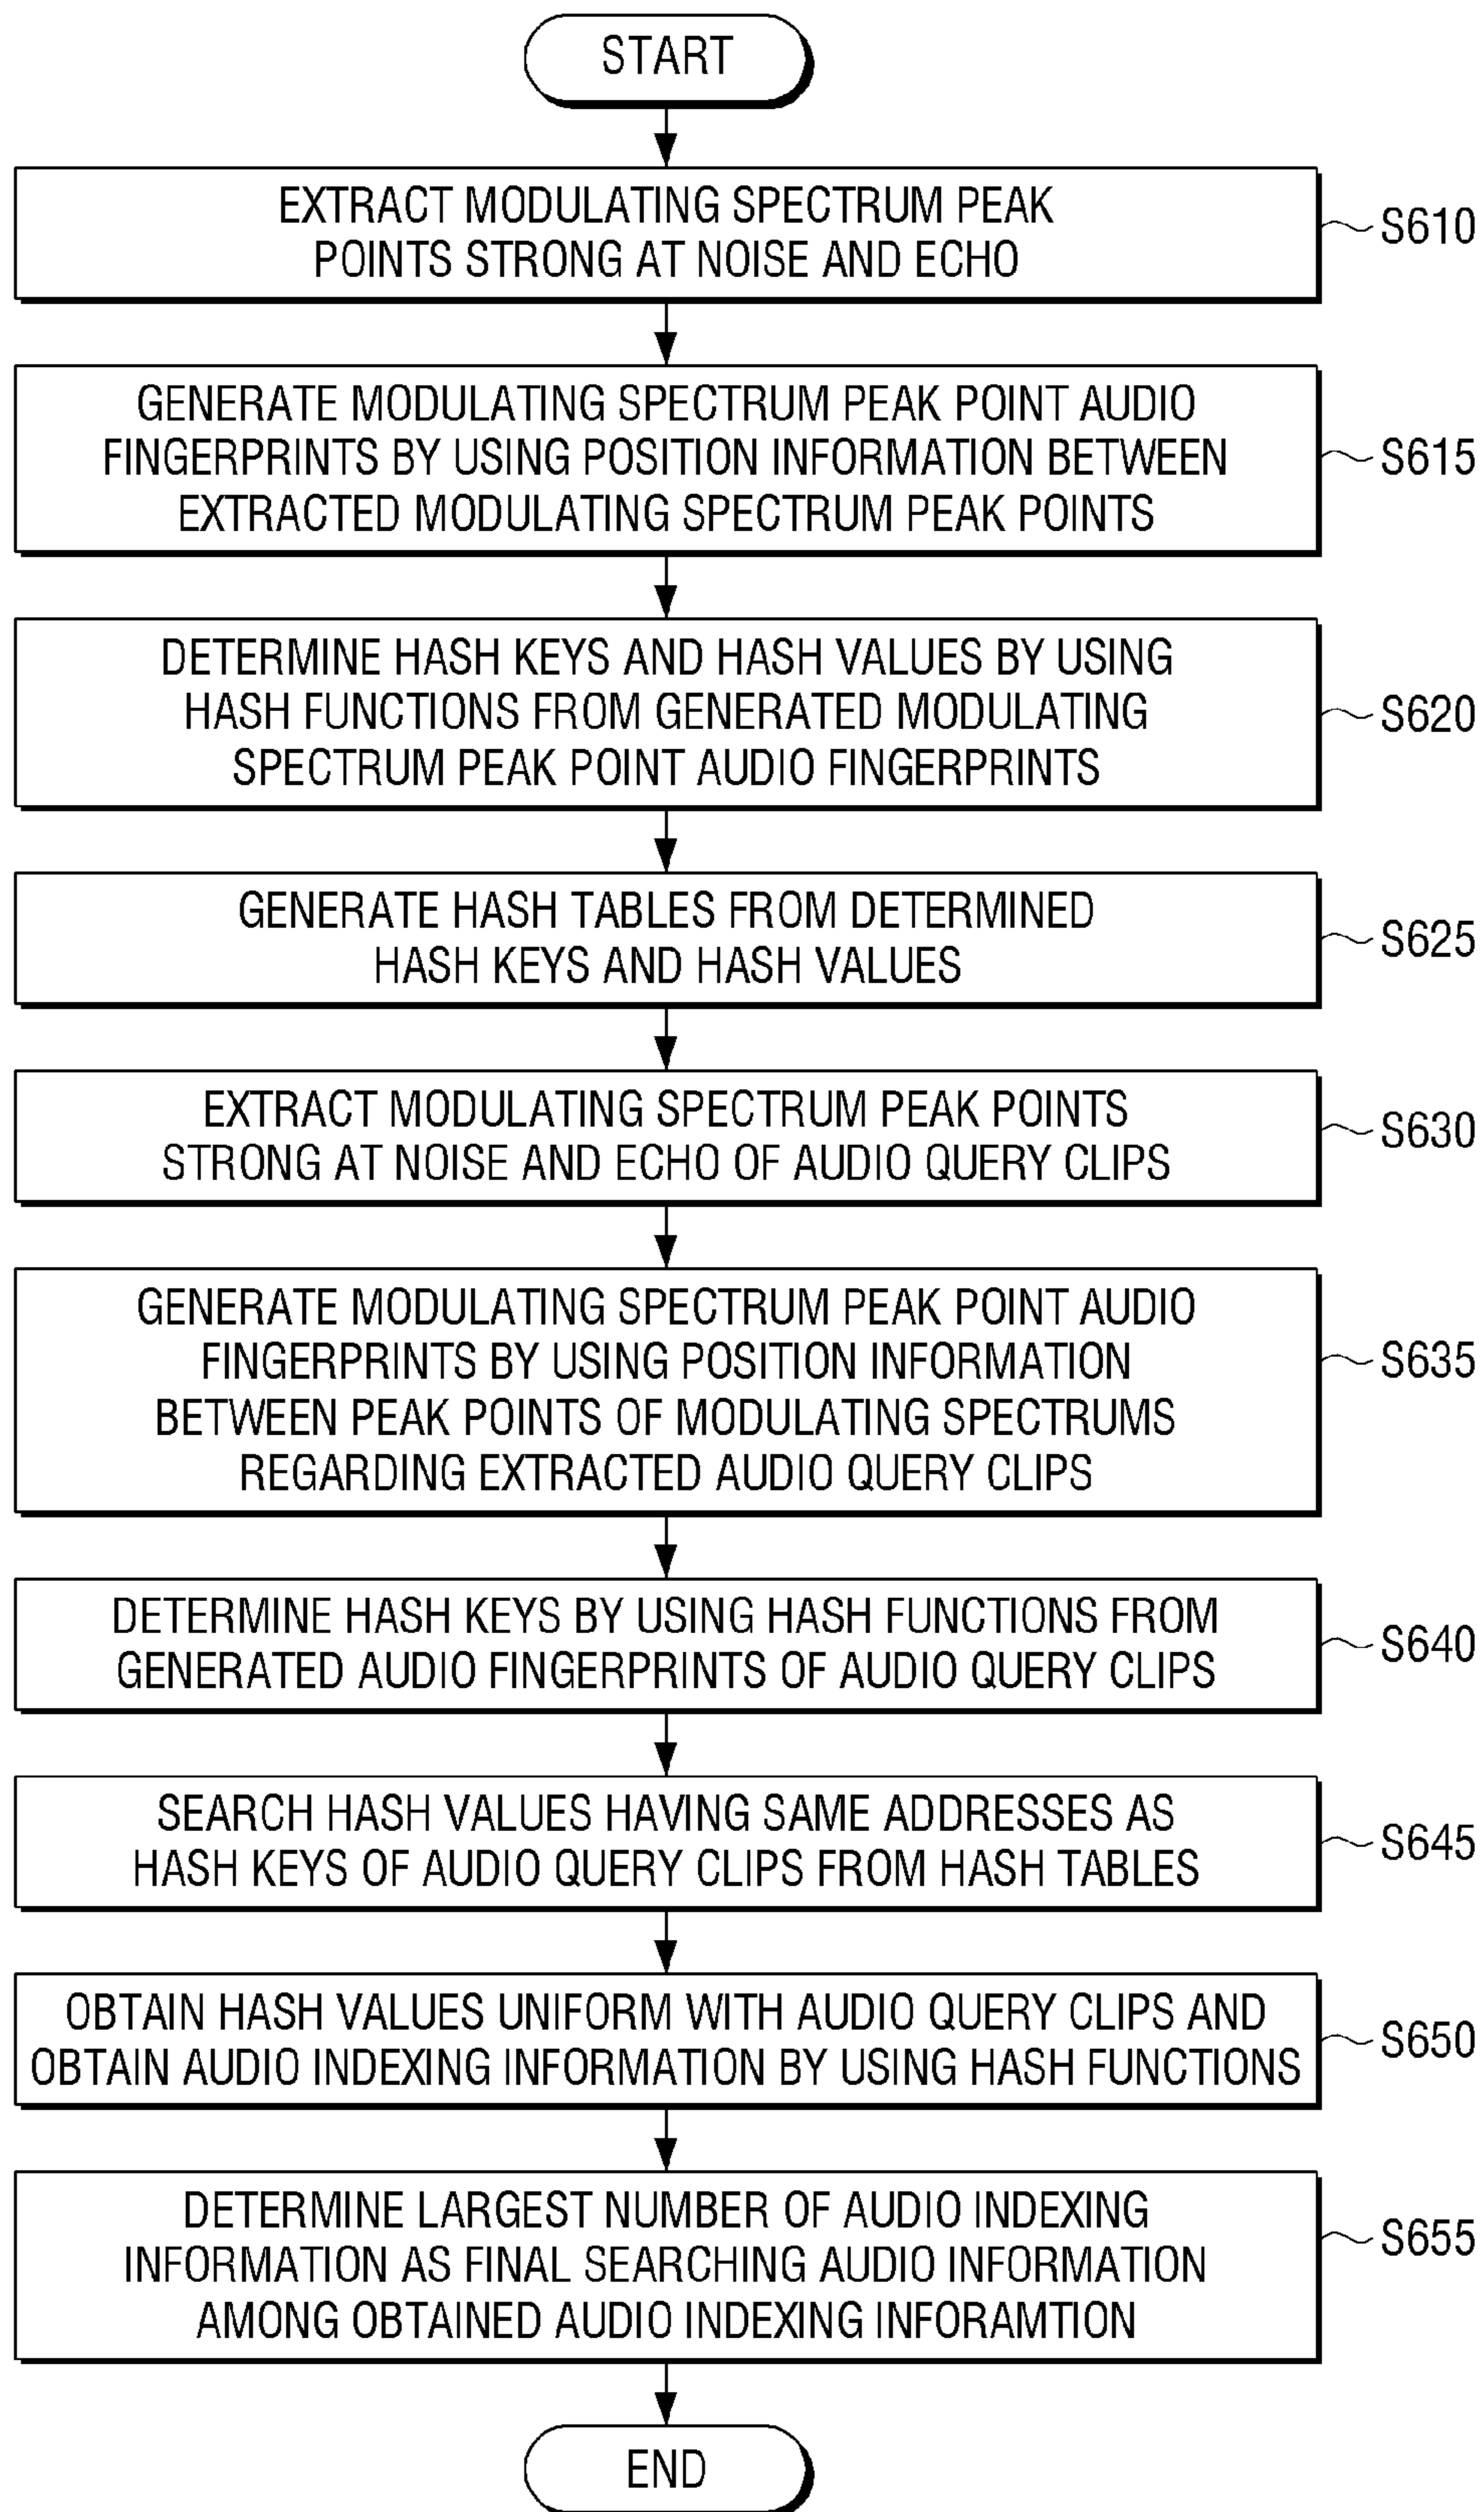 START
EXTRACT MODULATING SPECTRUM PEAK
POINTS STRONG AT NOISE AND ECHO
S610
GENERATE MODULATING SPECTRUM PEAK POINT AUDIO
FINGERPRINTS BY USING POSITION INFORMATION BETWEEN
EXTRACTED MODULATING SPECTRUM PEAK POINTS
S615
DETERMINE HASH KEYS AND HASH VALUES BY USING
HASH FUNCTIONS FROM GENERATED MODULATING
SPECTRUM PEAK POINT AUDIO FINGERPRINTS
S620
GENERATE HASH TABLES FROM DETERMINED
HASH KEYS AND HASH VALUES
S625
EXTRACT MODULATING SPECTRUM PEAK POINTS
STRONG AT NOISE AND ECHO OF AUDIO QUERY CLIPS
S630
GENERATE MODULATING SPECTRUM PEAK POINT AUDIO
FINGERPRINTS BY USING POSITION INFORMATION
BETWEEN PEAK POINTS OF MODULATING SPECTRUMS
REGARDING EXTRACTED AUDIO QUERY CLIPS
S635
DETERMINE HASH KEYS BY USING HASH FUNCTIONS FROM
GENERATED AUDIO FINGERPRINTS OF AUDIO QUERY CLIPS
S640
SEARCH HASH VALUES HAVING SAME ADDRESSES AS
HASH KEYS OF AUDIO QUERY CLIPS FROM HASH TABLES
S645
OBTAIN HASH VALUES UNIFORM WITH AUDIO QUERY CLIPS AND
OBTAIN AUDIO INDEXING INFORMATION BY USING HASH FUNCTIONS
S650
DETERMINE LARGEST NUMBER OF AUDIO INDEXING
INFORMATION AS FINAL SEARCHING AUDIO INFORMATION
AMONG OBTAINED AUDIO INDEXING INFORAMTION
S655
END